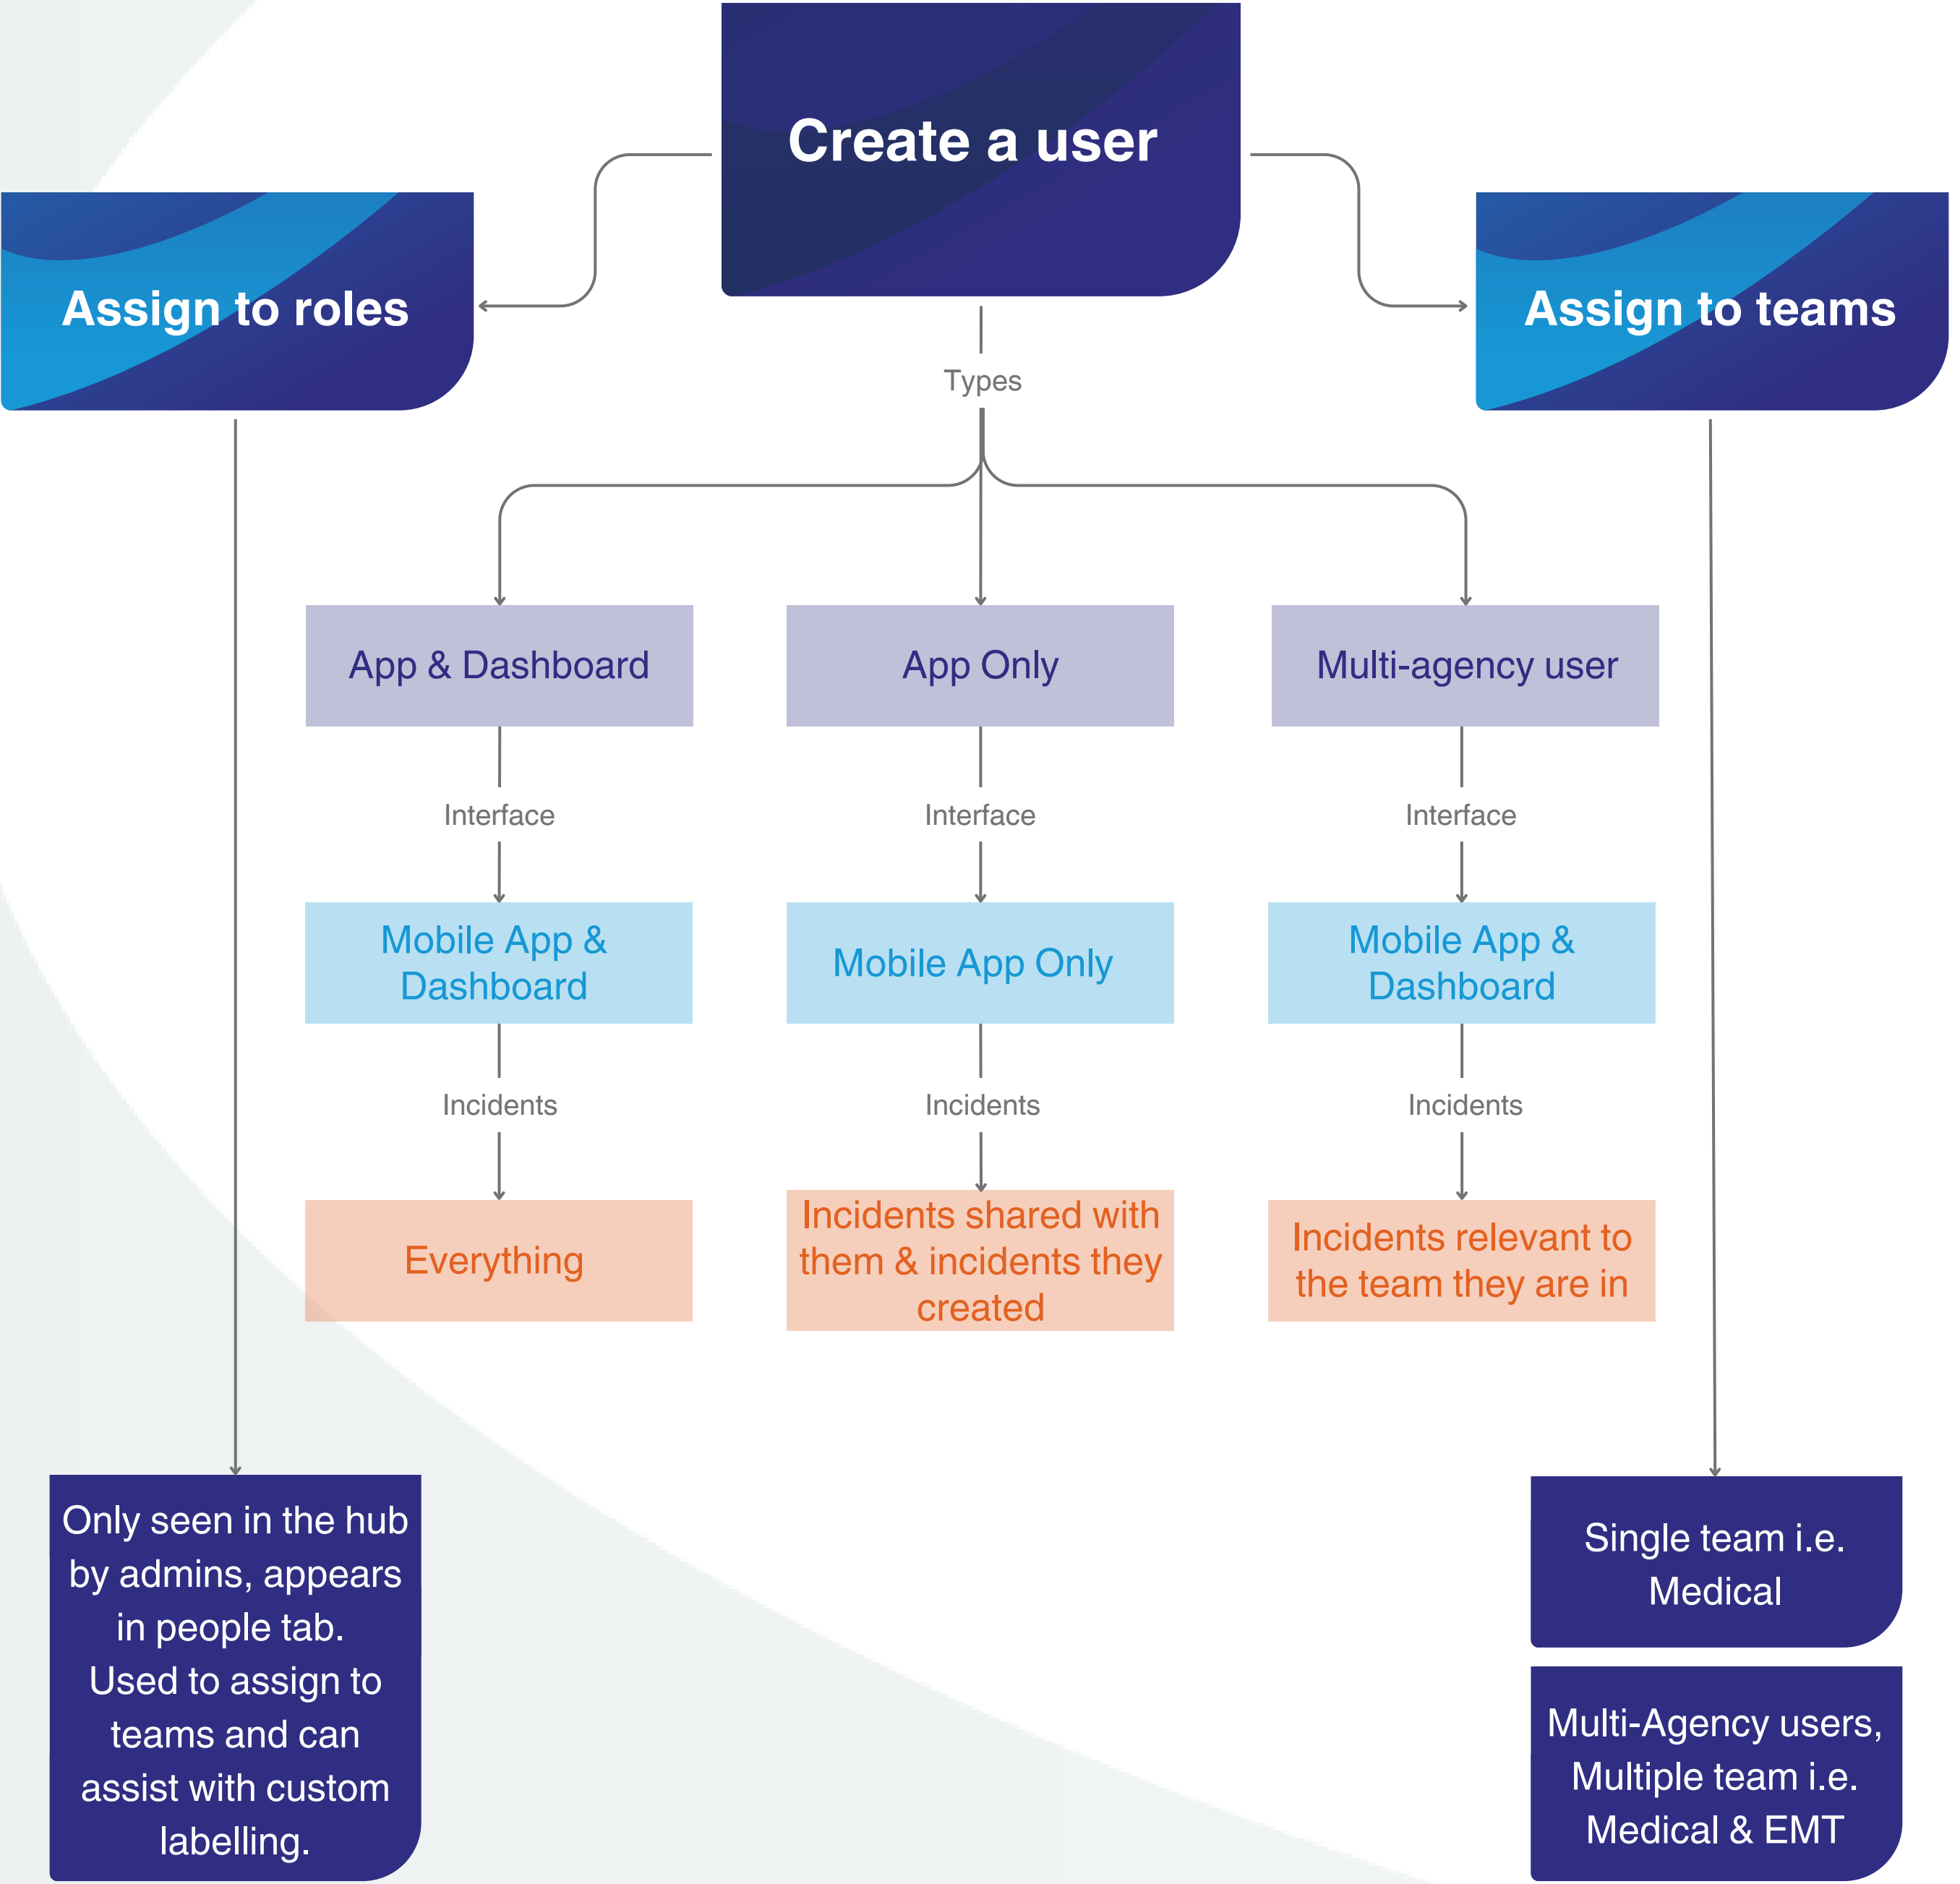 Create a user
Assign to roles
Assign to teams
Types
App & Dashboard
App Only
Multi-agency user
Interface
Interface
Interface
Mobile App &
Dashboard
Mobile App Only
Mobile App &
Dashboard
Incidents
Incidents
Incidents
Everything
Incidents shared with
them & incidents they
created
Incidents relevant to
the team they are in
Only seen in the hub
by admins, appears
in people tab.
Used to assign to
teams and can
assist with custom
labelling.
Single team i.e.
Medical
Multi-Agency users,
Multiple team i.e.
Medical & EMT